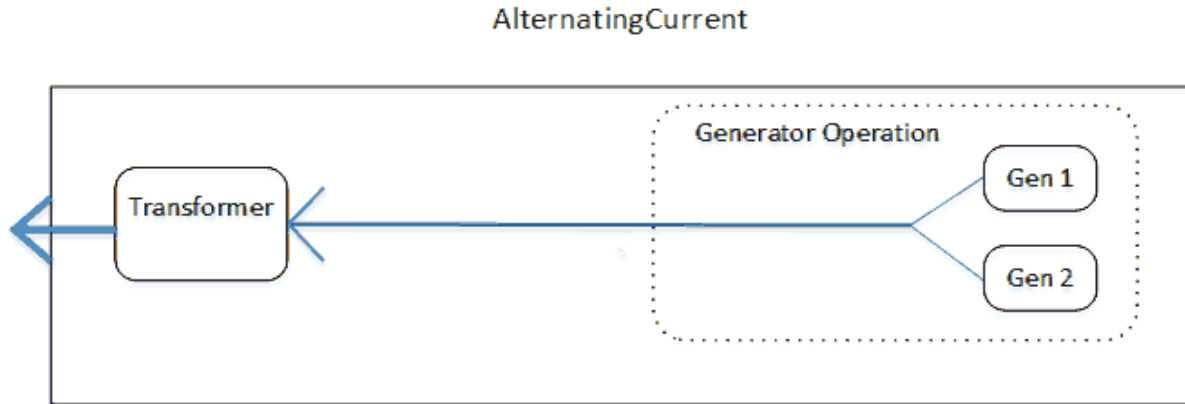 AlternatingCurrent
Generator Operation
Gen 1
Transformer
Gen 2